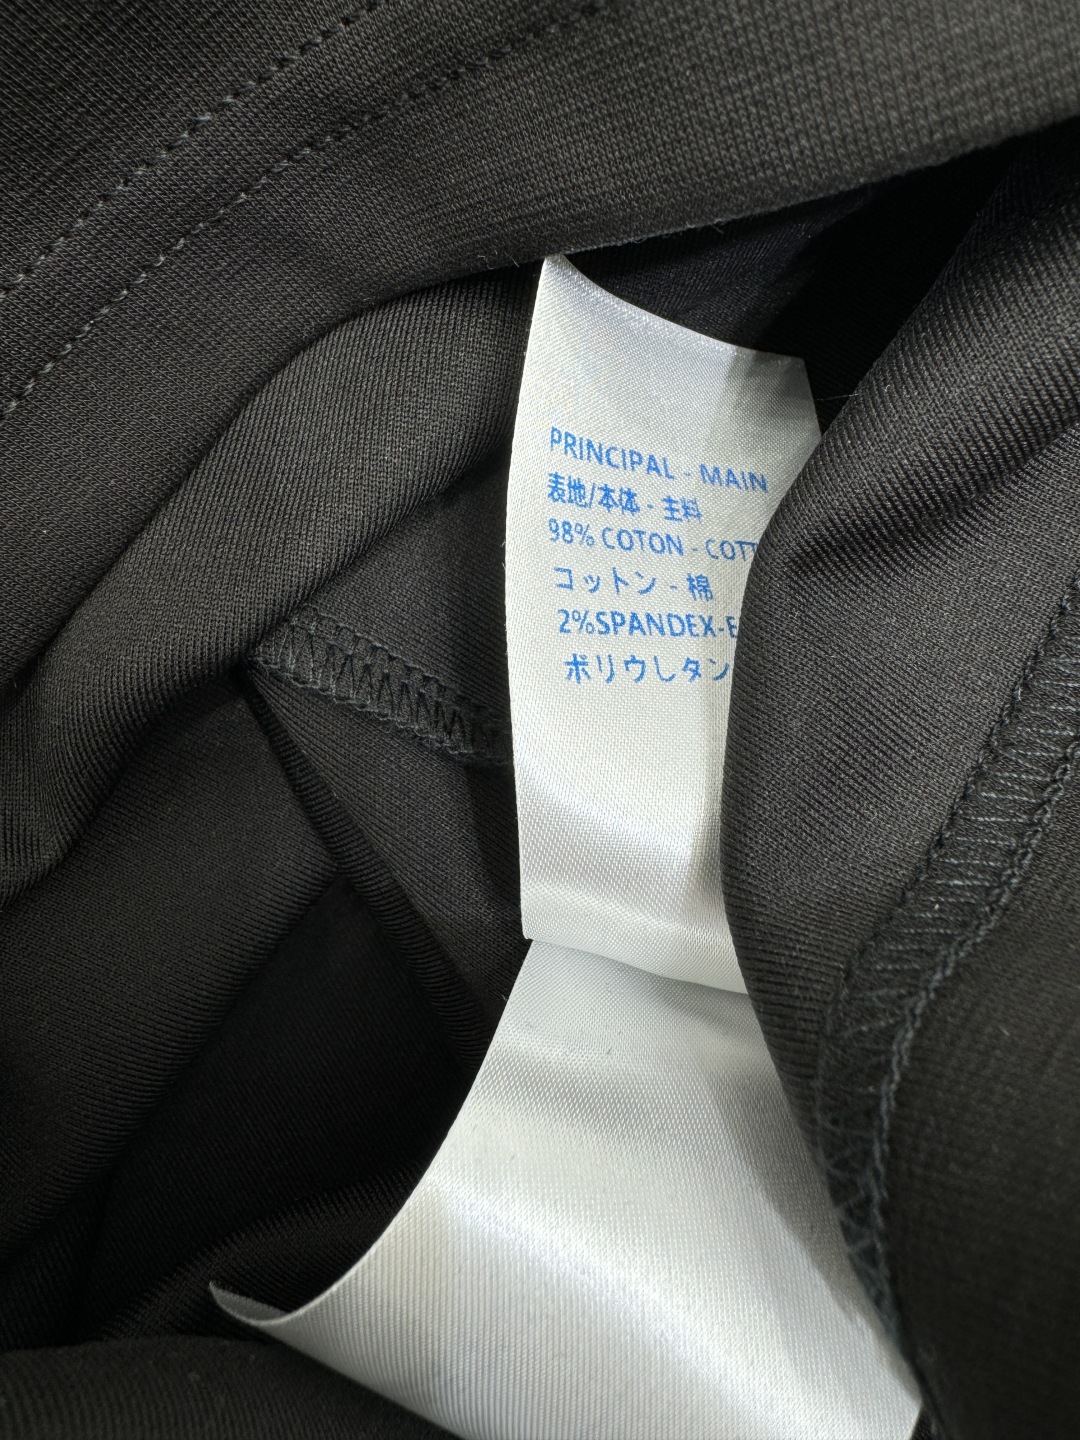 PRINCIPAL - MAIN
表地/本体 - 主料
98% COTON - COTT
コットン - 棉
2%SPANDEX-E
ポリウしタン